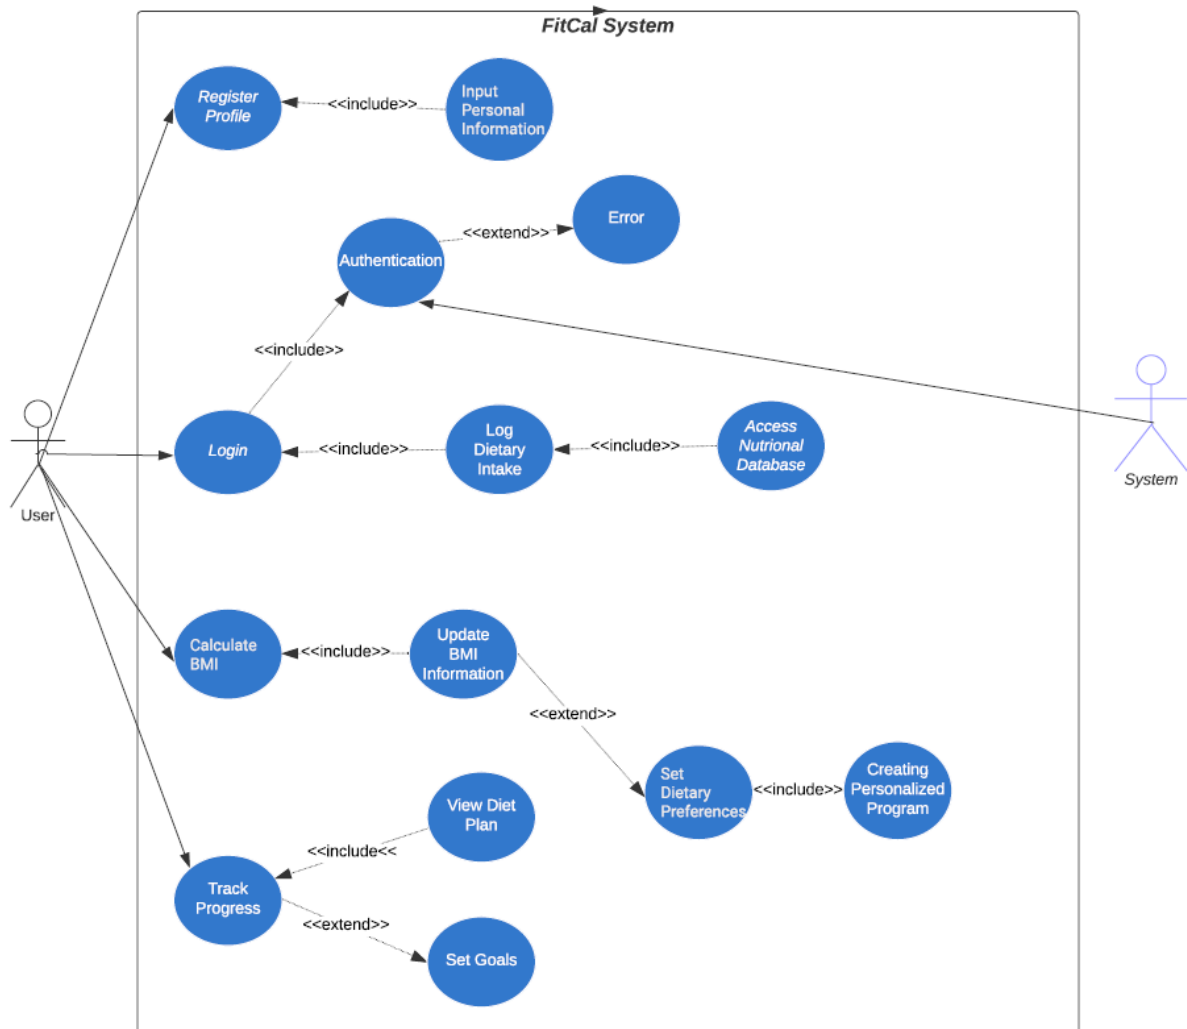 FitCal System
Register
Profile
<<include>>
Input
Personal
Information
Error
<<extend>>
Authentication
<<include>>
Login
<<include>>
Log
Dietary
Intake
<<include>>
Access
Nutrional
Database
System
User
Calculate
BMI
<<include>>
Update
BMI
Information
<<extend>>
Set
Dietary
Preferences
<<include>>
Creating
Personalized
Program
View Diet
Plan
<<include<<
Track
Progress
<<extend>>
Set Goals